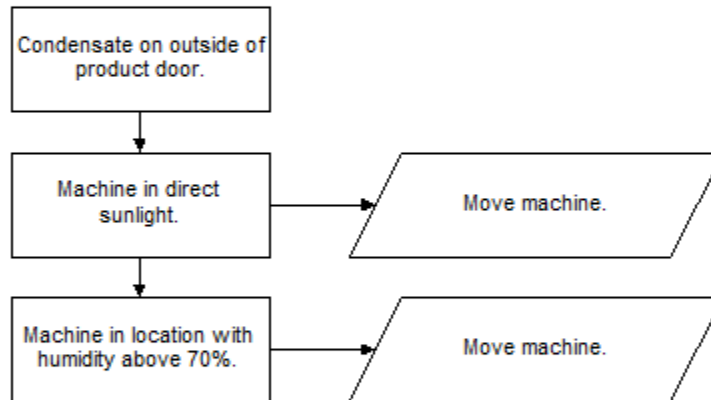 Condensate on outside of
product door.
Machine in direct
sunlight.
Move machine.
Machine in location with
humidity above 70%.
Move machine.